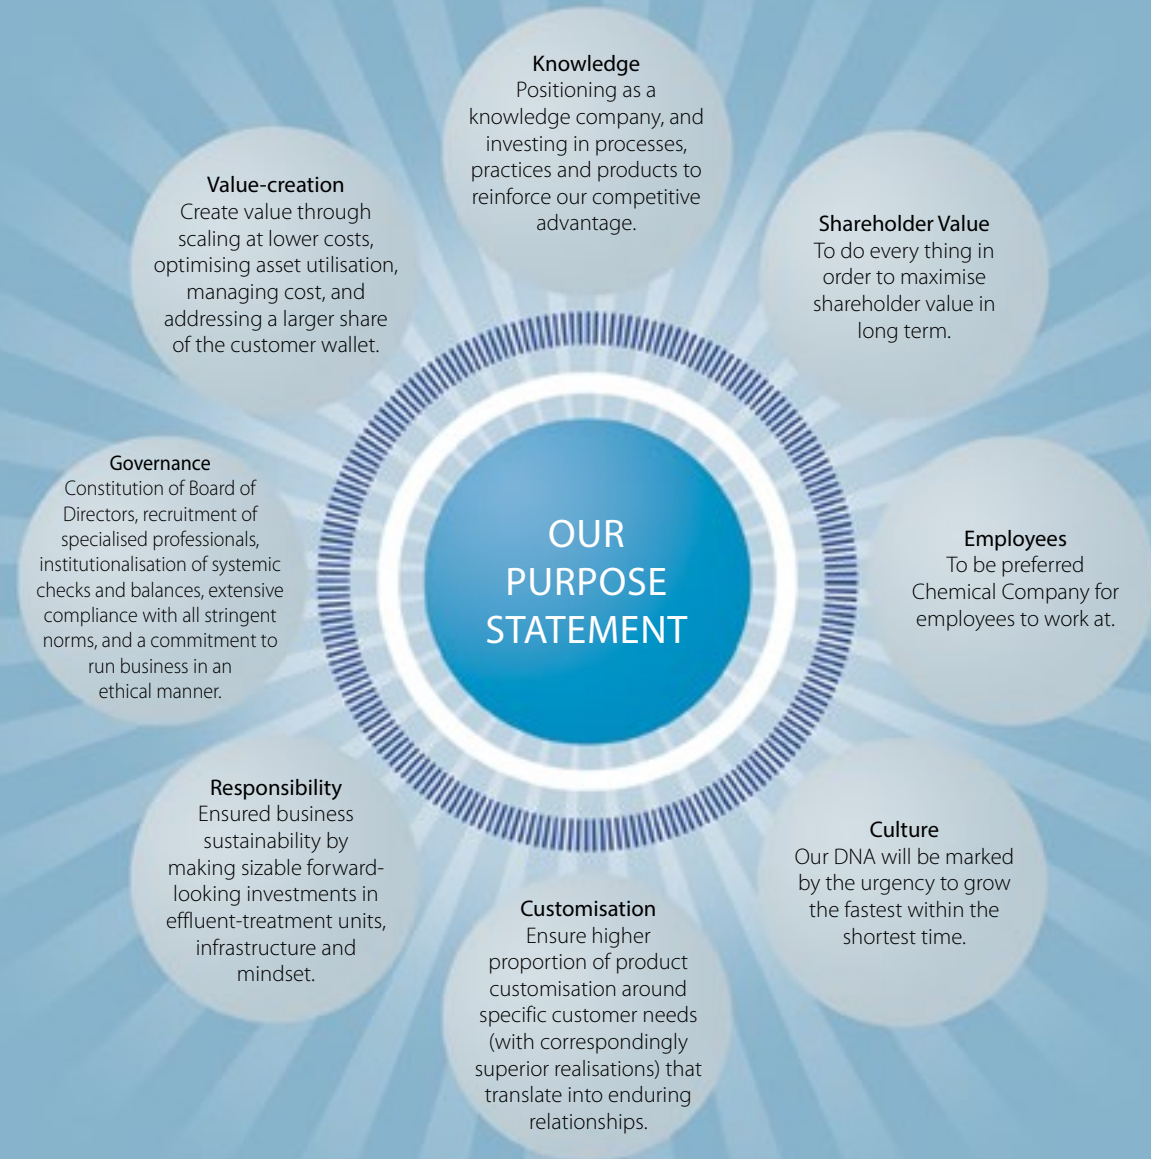 Knowledge
Positioning as a
knowledge company, and
investing in processes,
practices and products to
reinforce our competitive
advantage.
Shareholder Value
To do every thing in
order to maximise
shareholder value in
long term.
Employees
To be preferred
Chemical Company for
employees to work at.
Culture
Our DNA will be marked
by the urgency to grow
the fastest within the
shortest time.
Customisation
Ensure higher
proportion of product
customisation around
specific customer needs
(with correspondingly
superior realisations) that
translate into enduring
relationships.
Responsibility
Ensured business
sustainability by
making sizable forward-
looking investments in
effluent-treatment units,
infrastructure and
mindset.
Governance
Constitution of Board of
Directors, recruitment of
specialised professionals,
institutionalisation of systemic
checks and balances, extensive
compliance with all stringent
norms, and a commitment to
run business in an
ethical manner.
Value-creation
Create value through
scaling at lower costs,
optimising asset utilisation,
managing cost, and
addressing a larger share
of the customer wallet.
OUR
PURPOSE
STATEMENT